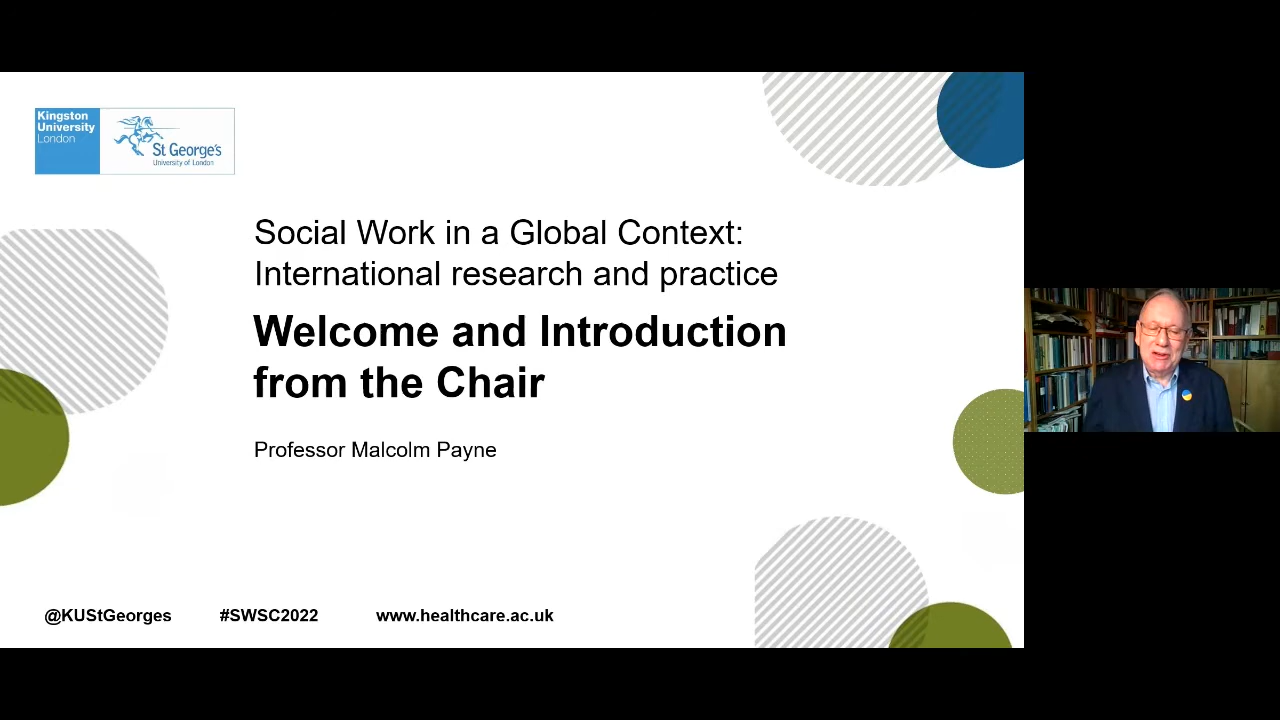 Kingston
University
London
St George's
University of London
Social Work in a Global Context:
International research and practice
Welcome and Introduction
from the Chair
Professor Malcolm Payne
@KUStGeorges #SWSC2022 www.healthcare.ac.uk